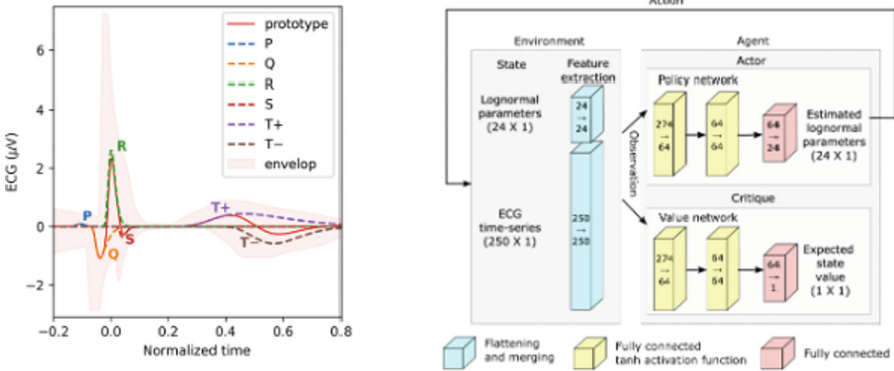 ECG (μV)
6
4
2
0
−2
−0.2
0.0
0.2
0.4
0.6
0.8
Normalized time
prototype
P
Q
R
S
T+
T−
envelop
P
Q
R
S
T+
T−
Action
Environment
Agent
State
Feature
extraction
Actor
Policy network
Lognormal
parameters
(24 X 1)
24
→
24
274
→
64
64
→
64
64
→
24
Estimated
lognormal
parameters
(24 X 1)
Observation
ECG
time-series
(250 X 1)
250
→
250
Critique
Value network
274
→
64
64
→
64
64
→
1
Expected
state
value
(1 X 1)
Flattening
and merging
Fully connected
tanh activation function
Fully connected